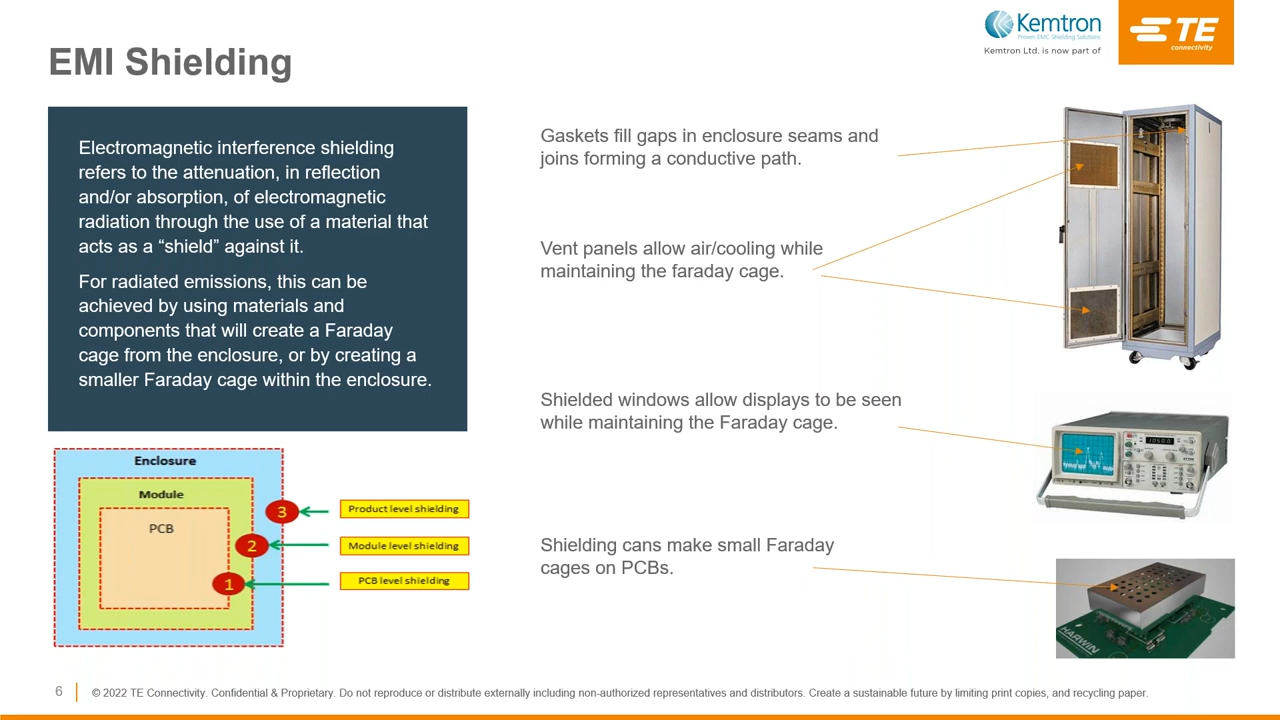 Kemtron
Proven EMC Shielding Solutions
Kemtron Ltd. is now part of
TE
connectivity
EMI Shielding
Electromagnetic interference shielding
refers to the attenuation, in reflection
and/or absorption, of electromagnetic
radiation through the use of a material that
acts as a “shield” against it.
For radiated emissions, this can be
achieved by using materials and
components that will create a Faraday
cage from the enclosure, or by creating a
smaller Faraday cage within the enclosure.
Gaskets fill gaps in enclosure seams and
joins forming a conductive path.
Vent panels allow air/cooling while
maintaining the faraday cage.
Shielded windows allow displays to be seen
while maintaining the Faraday cage.
Shielding cans make small Faraday
cages on PCBs.
Enclosure
Module
PCB
3
Product level shielding
2
Module level shielding
1
PCB level shielding
HARWIN
6
© 2022 TE Connectivity. Confidential & Proprietary. Do not reproduce or distribute externally including non-authorized representatives and distributors. Create a sustainable future by limiting print copies, and recycling paper.